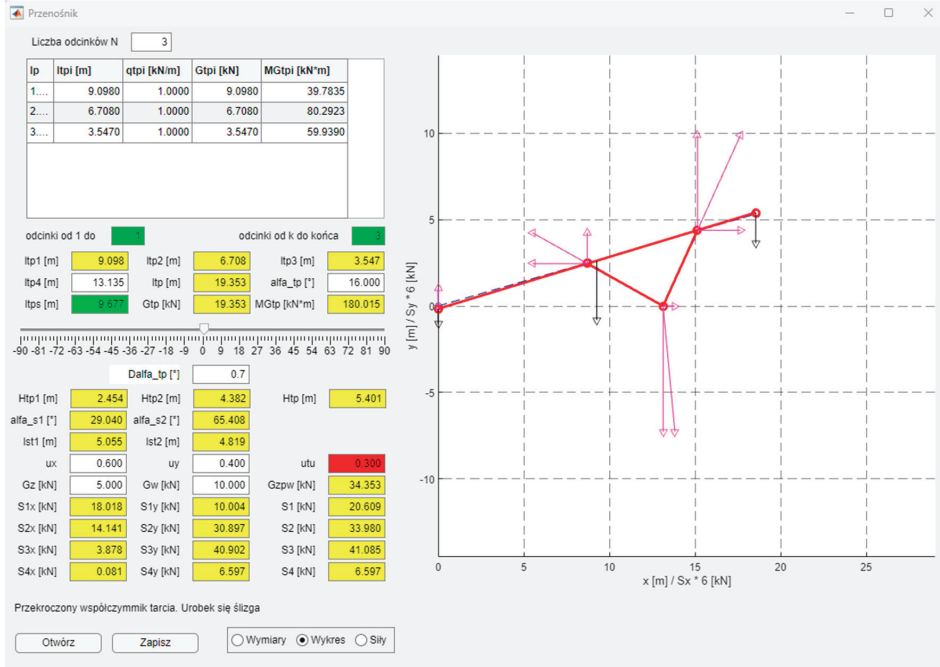 Przenośnik
Liczba odcinków N 3
lp ltpi [m] qtpi [kN/m] Gtpi [kN] MGtpi [kN*m]
1.... 9.0980 1.0000 9.0980 39.7835
2.... 6.7080 1.0000 6.7080 80.2923
3.... 3.5470 1.0000 3.5470 59.9390
odcinki od 1 do 1 odcinki od k do końca 3
ltp1 [m] 9.098 ltp2 [m] 6.708 ltp3 [m] 3.547
ltp4 [m] 13.135 ltp [m] 19.353 alfa_tp [°] 16.000
ltps [m] 9.677 Gtp [kN] 19.353 MGtp [kN*m] 180.015
-90 -81 -72 -63 -54 -45 -36 -27 -18 -9 0 9 18 27 36 45 54 63 72 81 90
Dalfa_tp [°] 0.7
Htp1 [m] 2.454 Htp2 [m] 4.382 Htp [m] 5.401
alfa_s1 [°] 29.040 alfa_s2 [°] 65.408
lst1 [m] 5.055 lst2 [m] 4.819
ux 0.600 uy 0.400 utu 0.300
Gz [kN] 5.000 Gw [kN] 10.000 Gzpw [kN] 34.353
S1x [kN] 18.018 S1y [kN] 10.004 S1 [kN] 20.609
S2x [kN] 14.141 S2y [kN] 30.897 S2 [kN] 33.980
S3x [kN] 3.878 S3y [kN] 40.902 S3 [kN] 41.085
S4x [kN] 0.081 S4y [kN] 6.597 S4 [kN] 6.597
Przekroczony współczymmik tarcia. Urobek się ślizga
Otwórz Zapisz Wymiary Wykres Siły
10
5
0
-5
-10
y [m] / Sy * 6 [kN]
0 5 10 15 20 25
x [m] / Sx * 6 [kN]